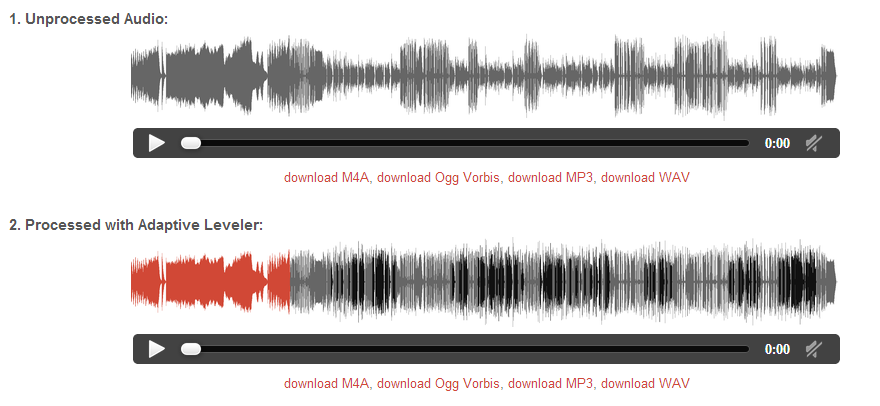 1. Unprocessed Audio:
0:00
download M4A, download Ogg Vorbis, download MP3, download WAV
2. Processed with Adaptive Leveler:
0:00
download M4A, download Ogg Vorbis, download MP3, download WAV